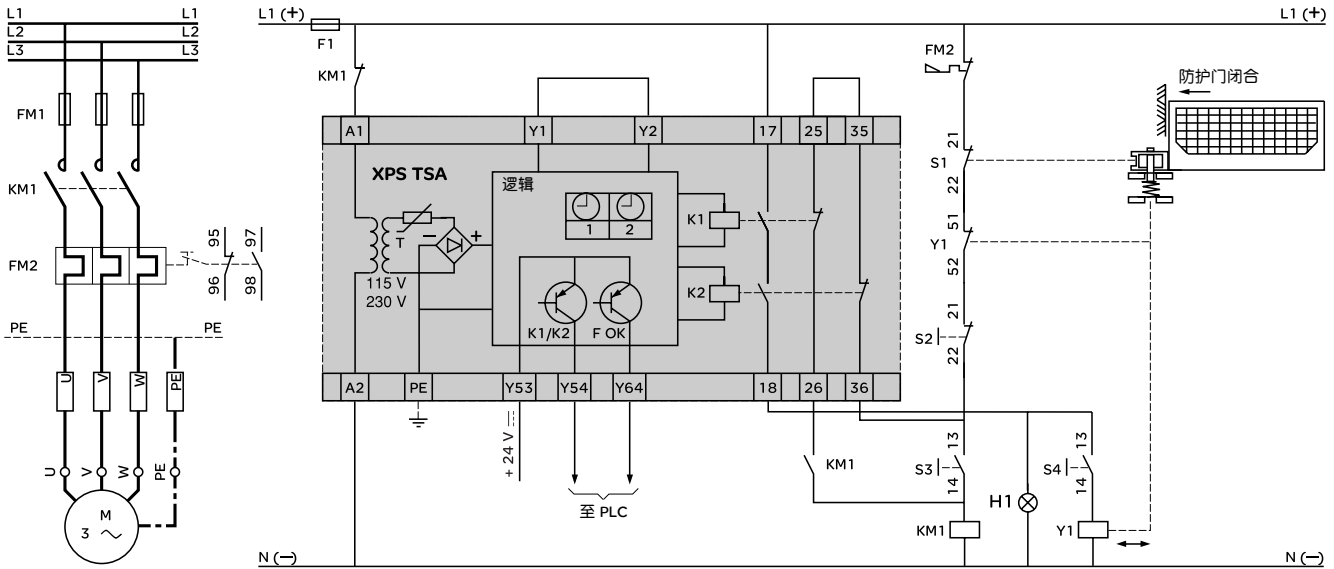 L1 L1
L2 L2
L3 L3
FM1
KM1
FM2
95 97
96 98
PE PE
U V W PE
U V W PE
M
3
L1 (+) L1 (+)
F1
KM1
A1 Y1 Y2 17 25 35
XPS TSA
逻辑
1 2
T
− +
115 V
230 V
K1
K2
K1/K2 F OK
A2 PE Y53 Y54 Y64 18 26 36
+ 24 V
至 PLC
KM1
FM2
防护门闭合
21
S1
22
51
Y1
52
21
S2
22
13 13
S3 S4
14 14
H1
KM1 Y1
N (−) N (−)